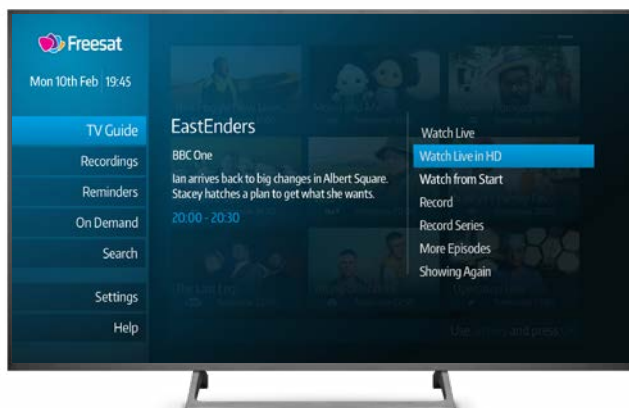 Freesat
Mon 10th Feb 19:45
TV Guide
Recordings
Reminders
On Demand
Search
Settings
Help
EastEnders
BBC One
Ian arrives back to big changes in Albert Square.
Stacey hatches a plan to get what she wants.
20:00 - 20:30
Watch Live
Watch Live in HD
Watch from Start
Record
Record Series
More Episodes
Showing Again